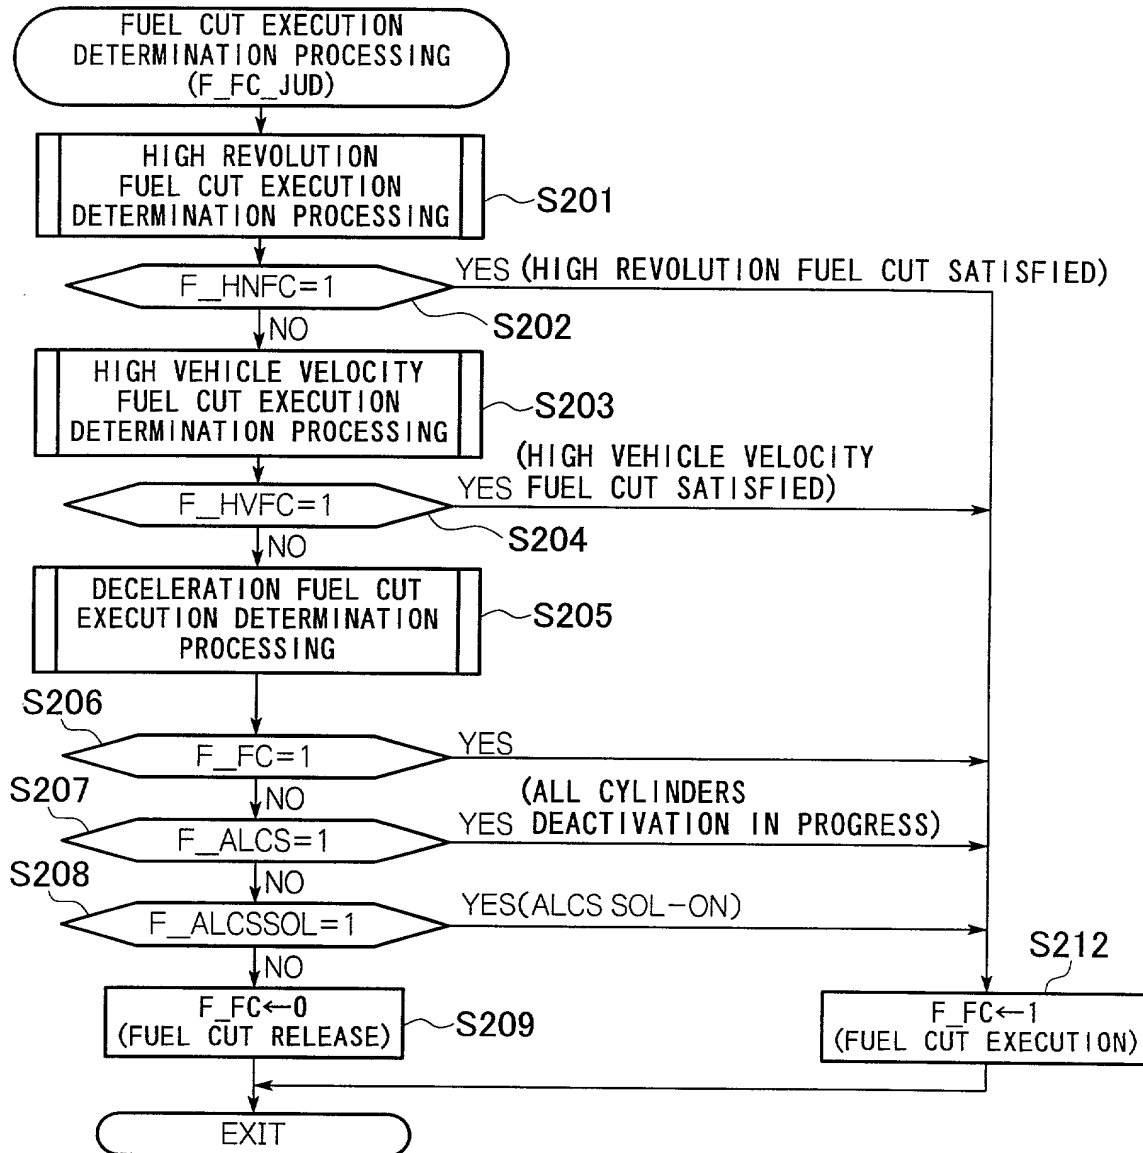 FUEL CUT EXECUTION
DETERMINATION PROCESSING
(F_FC_JUD)
HIGH REVOLUTION
FUEL CUT EXECUTION
DETERMINATION PROCESSING
S201
F_HNFC=1
YES (HIGH REVOLUTION FUEL CUT SATISFIED)
S202
NO
HIGH VEHICLE VELOCITY
FUEL CUT EXECUTION
DETERMINATION PROCESSING
S203
(HIGH VEHICLE VELOCITY
YES FUEL CUT SATISFIED)
F_HVFC=1
S204
NO
DECELERATION FUEL CUT
EXECUTION DETERMINATION
PROCESSING
S205
S206
F_FC=1
YES
NO
S207
(ALL CYLINDERS
YES DEACTIVATION IN PROGRESS)
F_ALCS=1
NO
S208
F_ALCSSOL=1
YES(ALCS SOL-ON)
NO
F_FC←0
(FUEL CUT RELEASE)
S209
S212
F_FC←1
(FUEL CUT EXECUTION)
EXIT